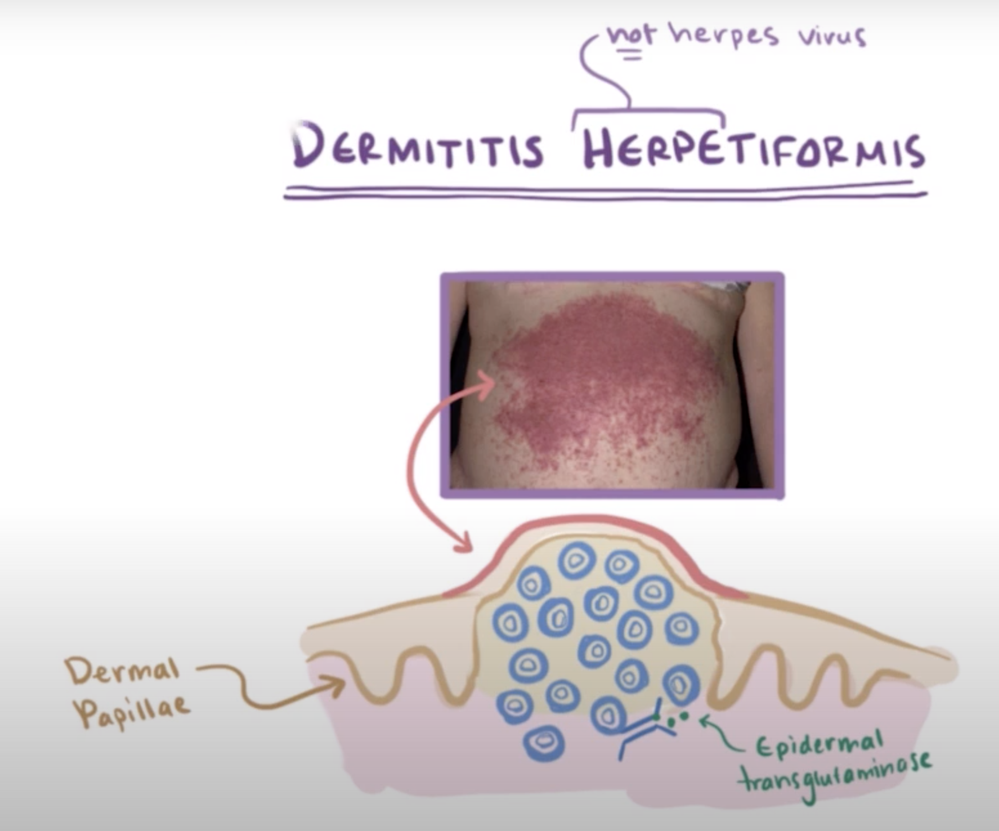 not herpes virus
DERMITITIS HERPETIFORMIS
Dermal
Papillae
Epidermal
transglutaminase